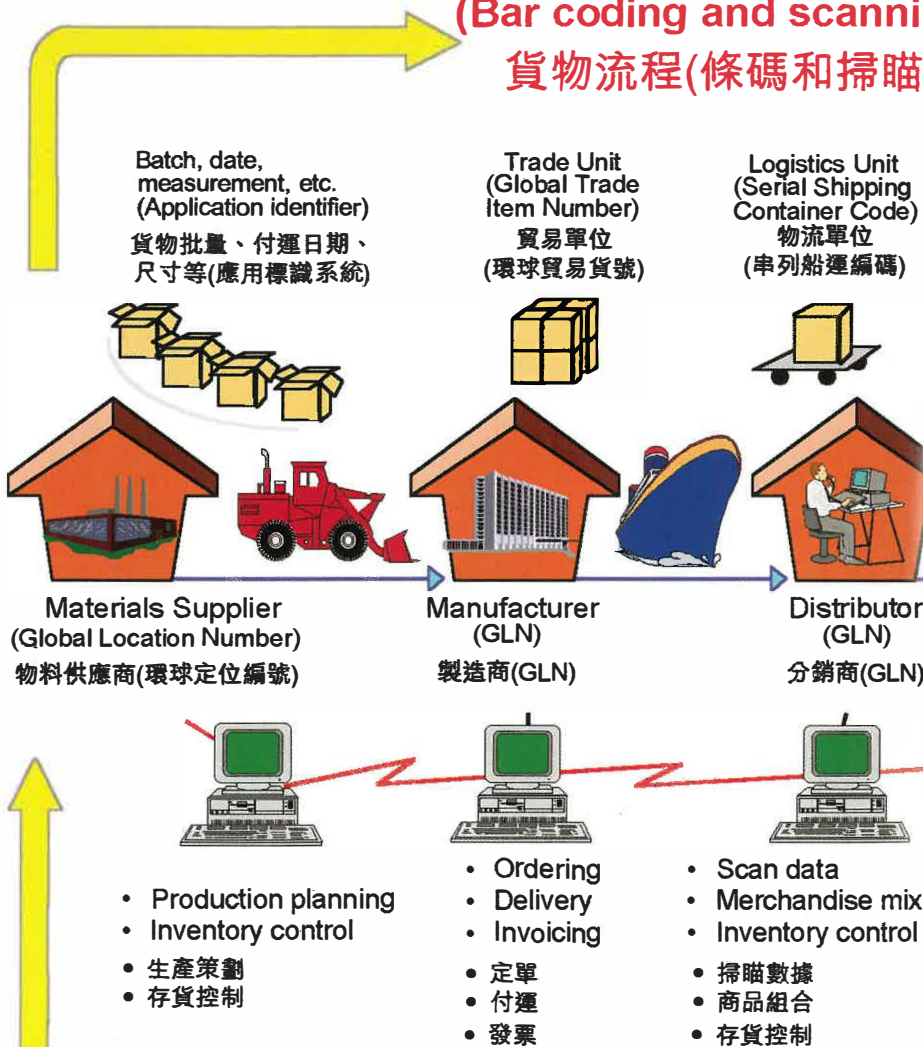 (Bar coding and scanni
貨物流程(條碼和掃瞄
Batch, date,
measurement, etc.
(Application identifier)
貨物批量、付運日期、
尺寸等(應用標識系統)
Trade Unit
(Global Trade
Item Number)
貿易單位
(環球貿易貨號)
Logistics Unit
(Serial Shipping
Container Code)
物流單位
(串列船運編碼)
Materials Supplier
(Global Location Number)
物料供應商(環球定位編號)
Manufacturer
(GLN)
製造商(GLN)
Distributor
(GLN)
分銷商(GLN)
• Production planning
• Inventory control
• 生產策劃
• 存貨控制
• Ordering
• Delivery
• Invoicing
• 定單
• 付運
• 發票
• Scan data
• Merchandise mix
• Inventory control
• 掃瞄數據
• 商品組合
• 存貨控制